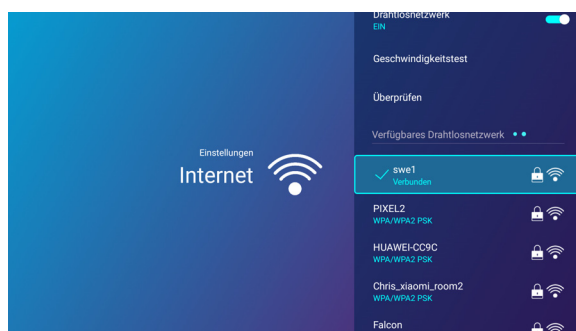 Einstellungen
Internet
Drahtlosnetzwerk
EIN
Geschwindigkeitstest
Überprüfen
Verfügbares Drahtlosnetzwerk
swe1
Verbunden
PIXEL2
WPA/WPA2 PSK
HUAWEI-CC9C
WPA/WPA2 PSK
Chris_xiaomi_room2
WPA/WPA2 PSK
Falcon